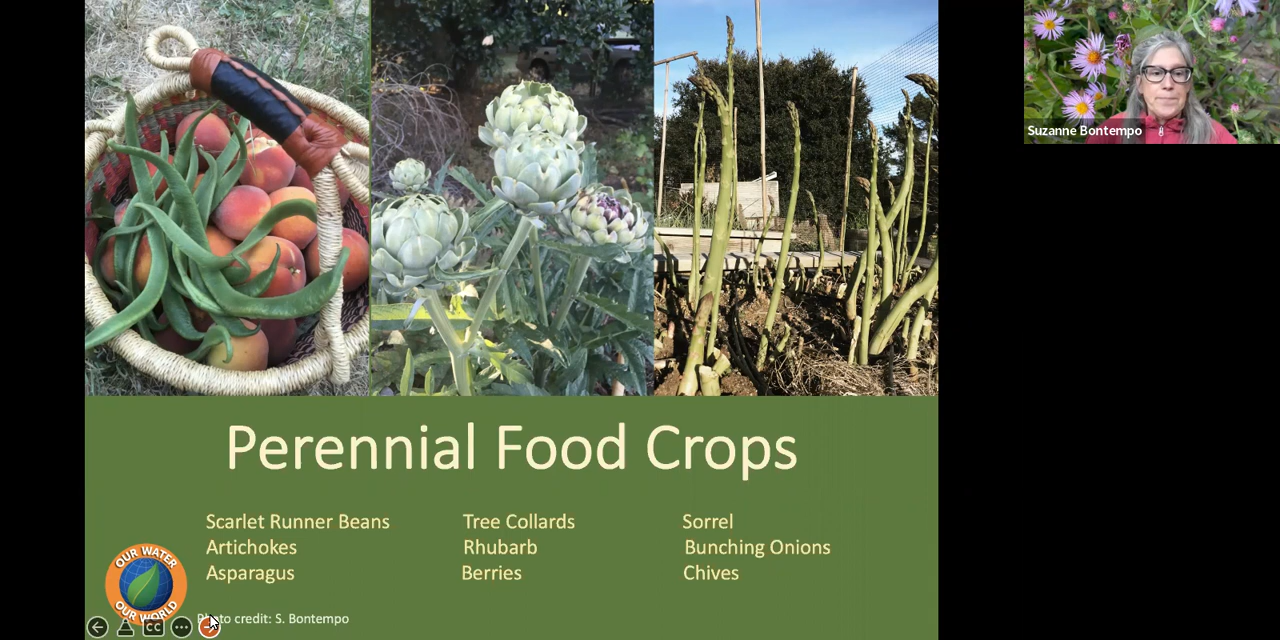 Suzanne Bontempo
Perennial Food Crops
Scarlet Runner Beans
Artichokes
Asparagus
Tree Collards
Rhubarb
Berries
Sorrel
Bunching Onions
Chives
OUR WATER
OUR WORLD
Photo credit: S. Bontempo
CC